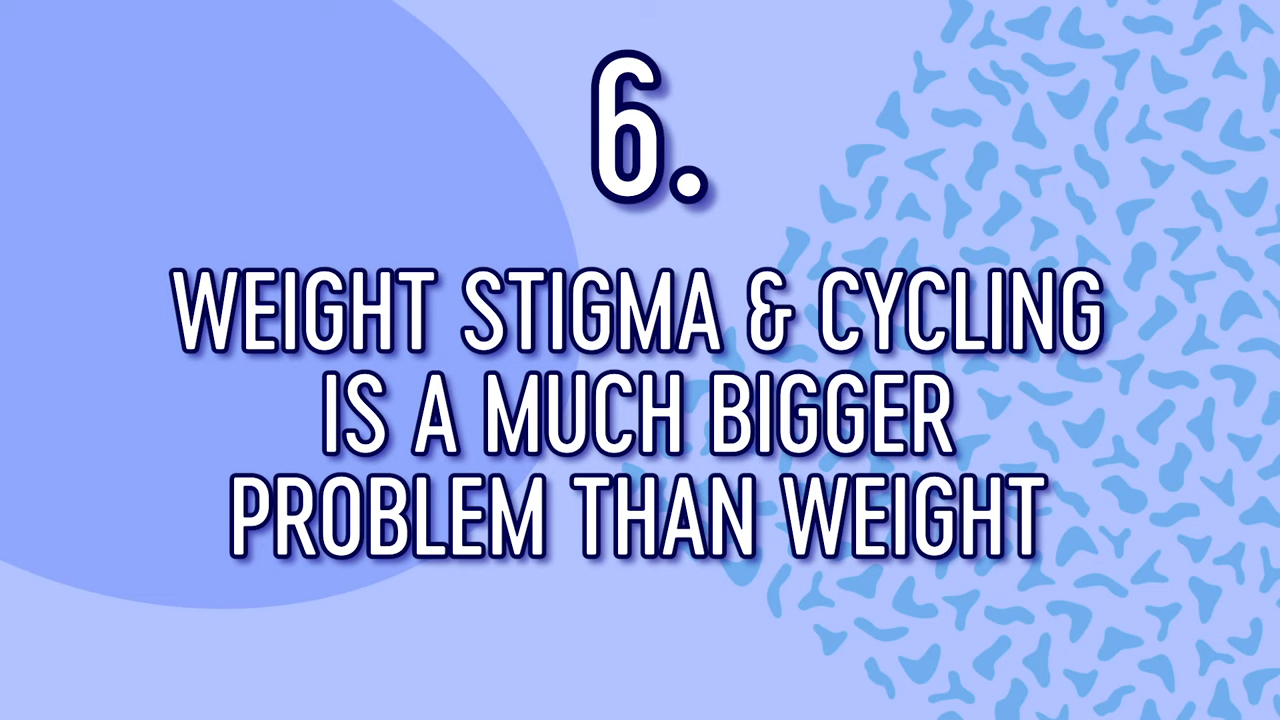 6.
WEIGHT STIGMA & CYCLING
IS A MUCH BIGGER
PROBLEM THAN WEIGHT